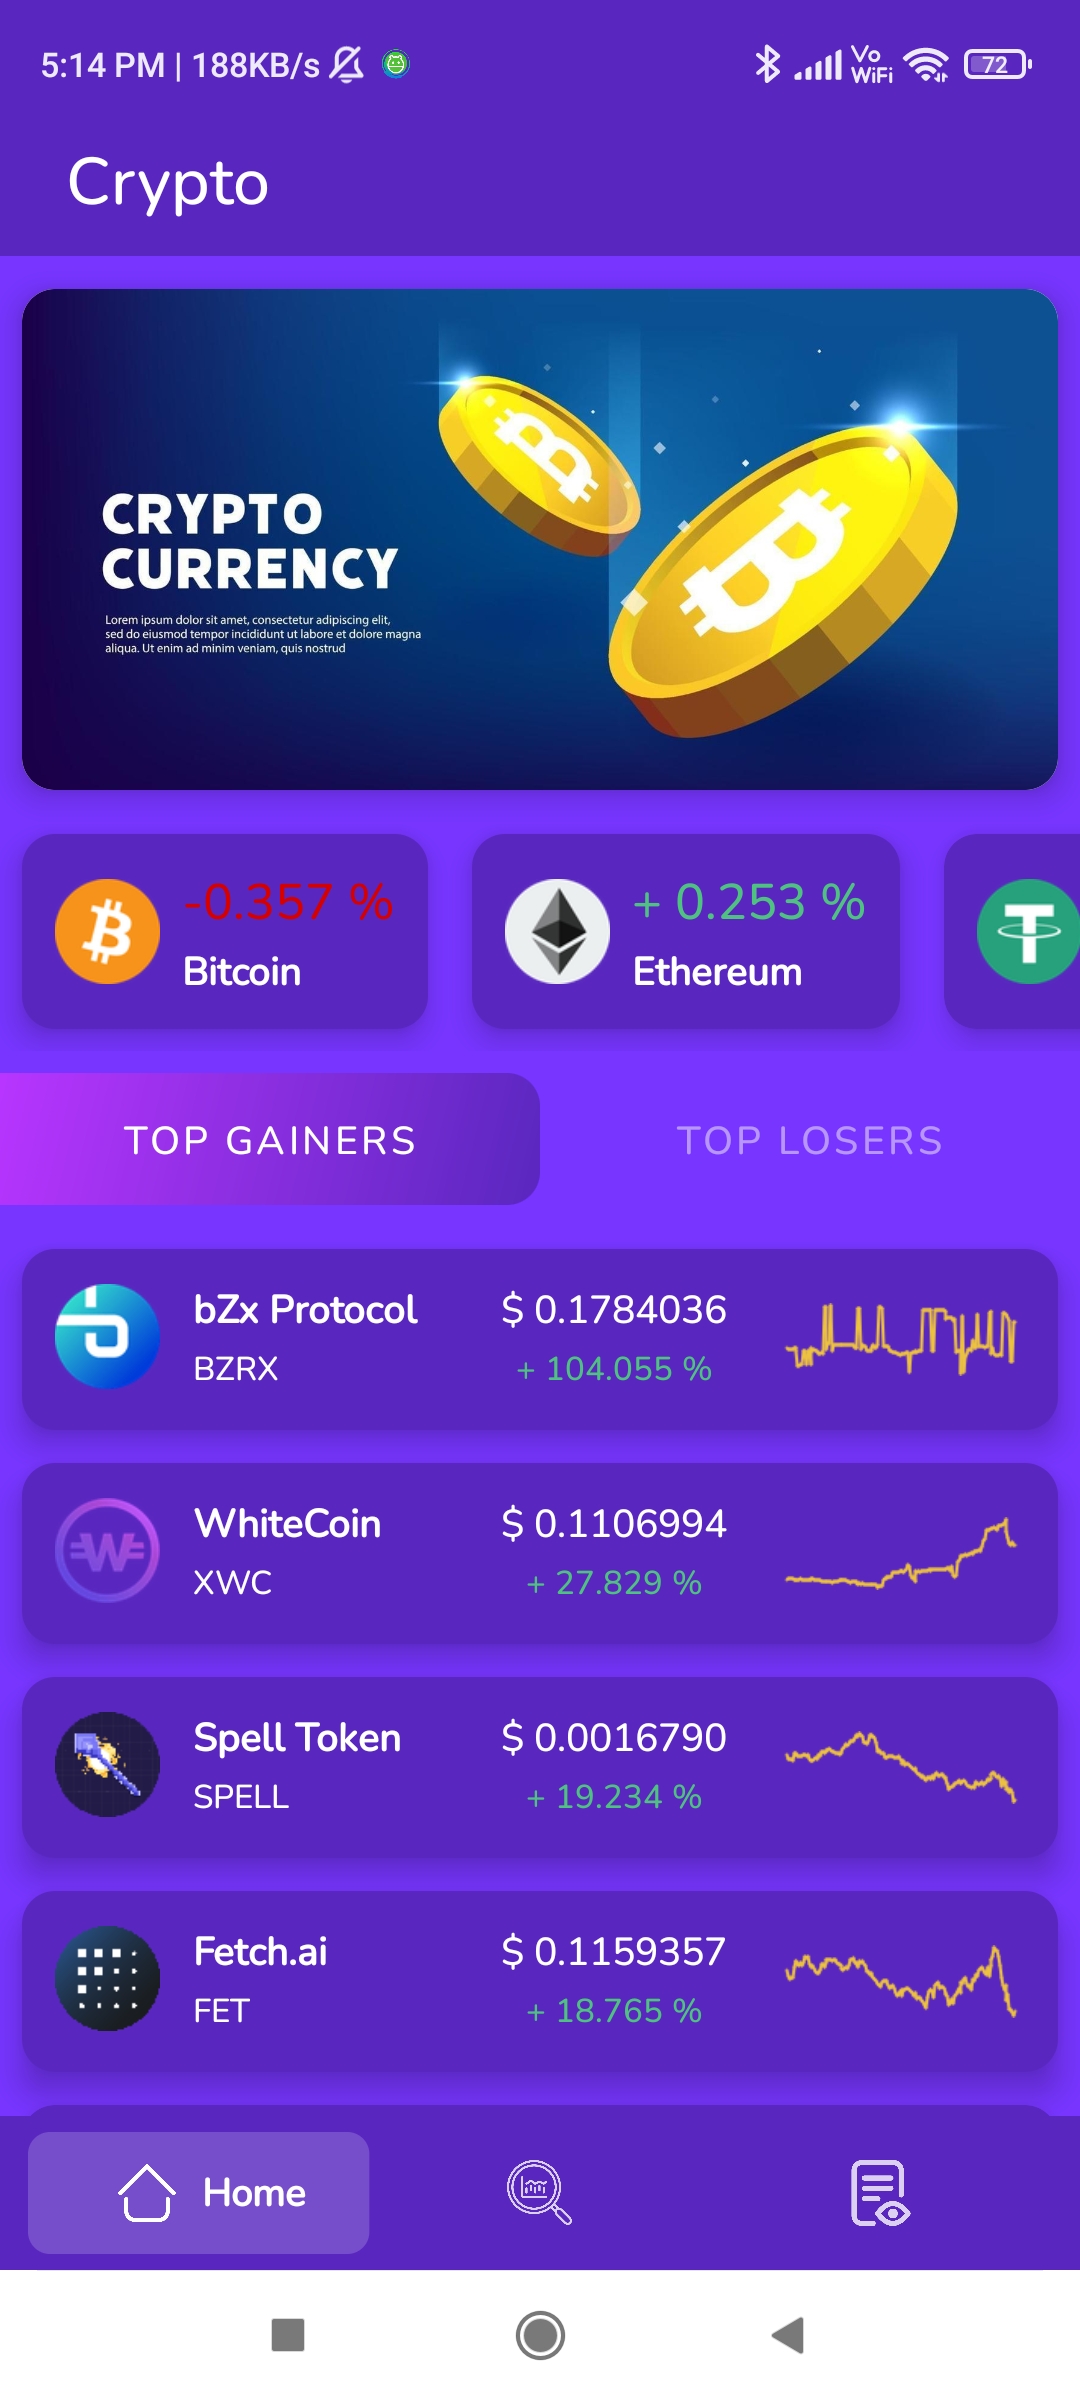 5:14 PM | 188KB/s
Vo
WiFi
72
Crypto
CRYPTO
CURRENCY
Lorem ipsum dolor sit amet, consectetur adipiscing elit,
sed do eiusmod tempor incididunt ut labore et dolore magna
aliqua. Ut enim ad minim veniam, quis nostrud
-0.357 %
Bitcoin
+ 0.253 %
Ethereum
TOP GAINERS
TOP LOSERS
bZx Protocol
$ 0.1784036
BZRX
+ 104.055 %
WhiteCoin
$ 0.1106994
XWC
+ 27.829 %
Spell Token
$ 0.0016790
SPELL
+ 19.234 %
Fetch.ai
$ 0.1159357
FET
+ 18.765 %
Home